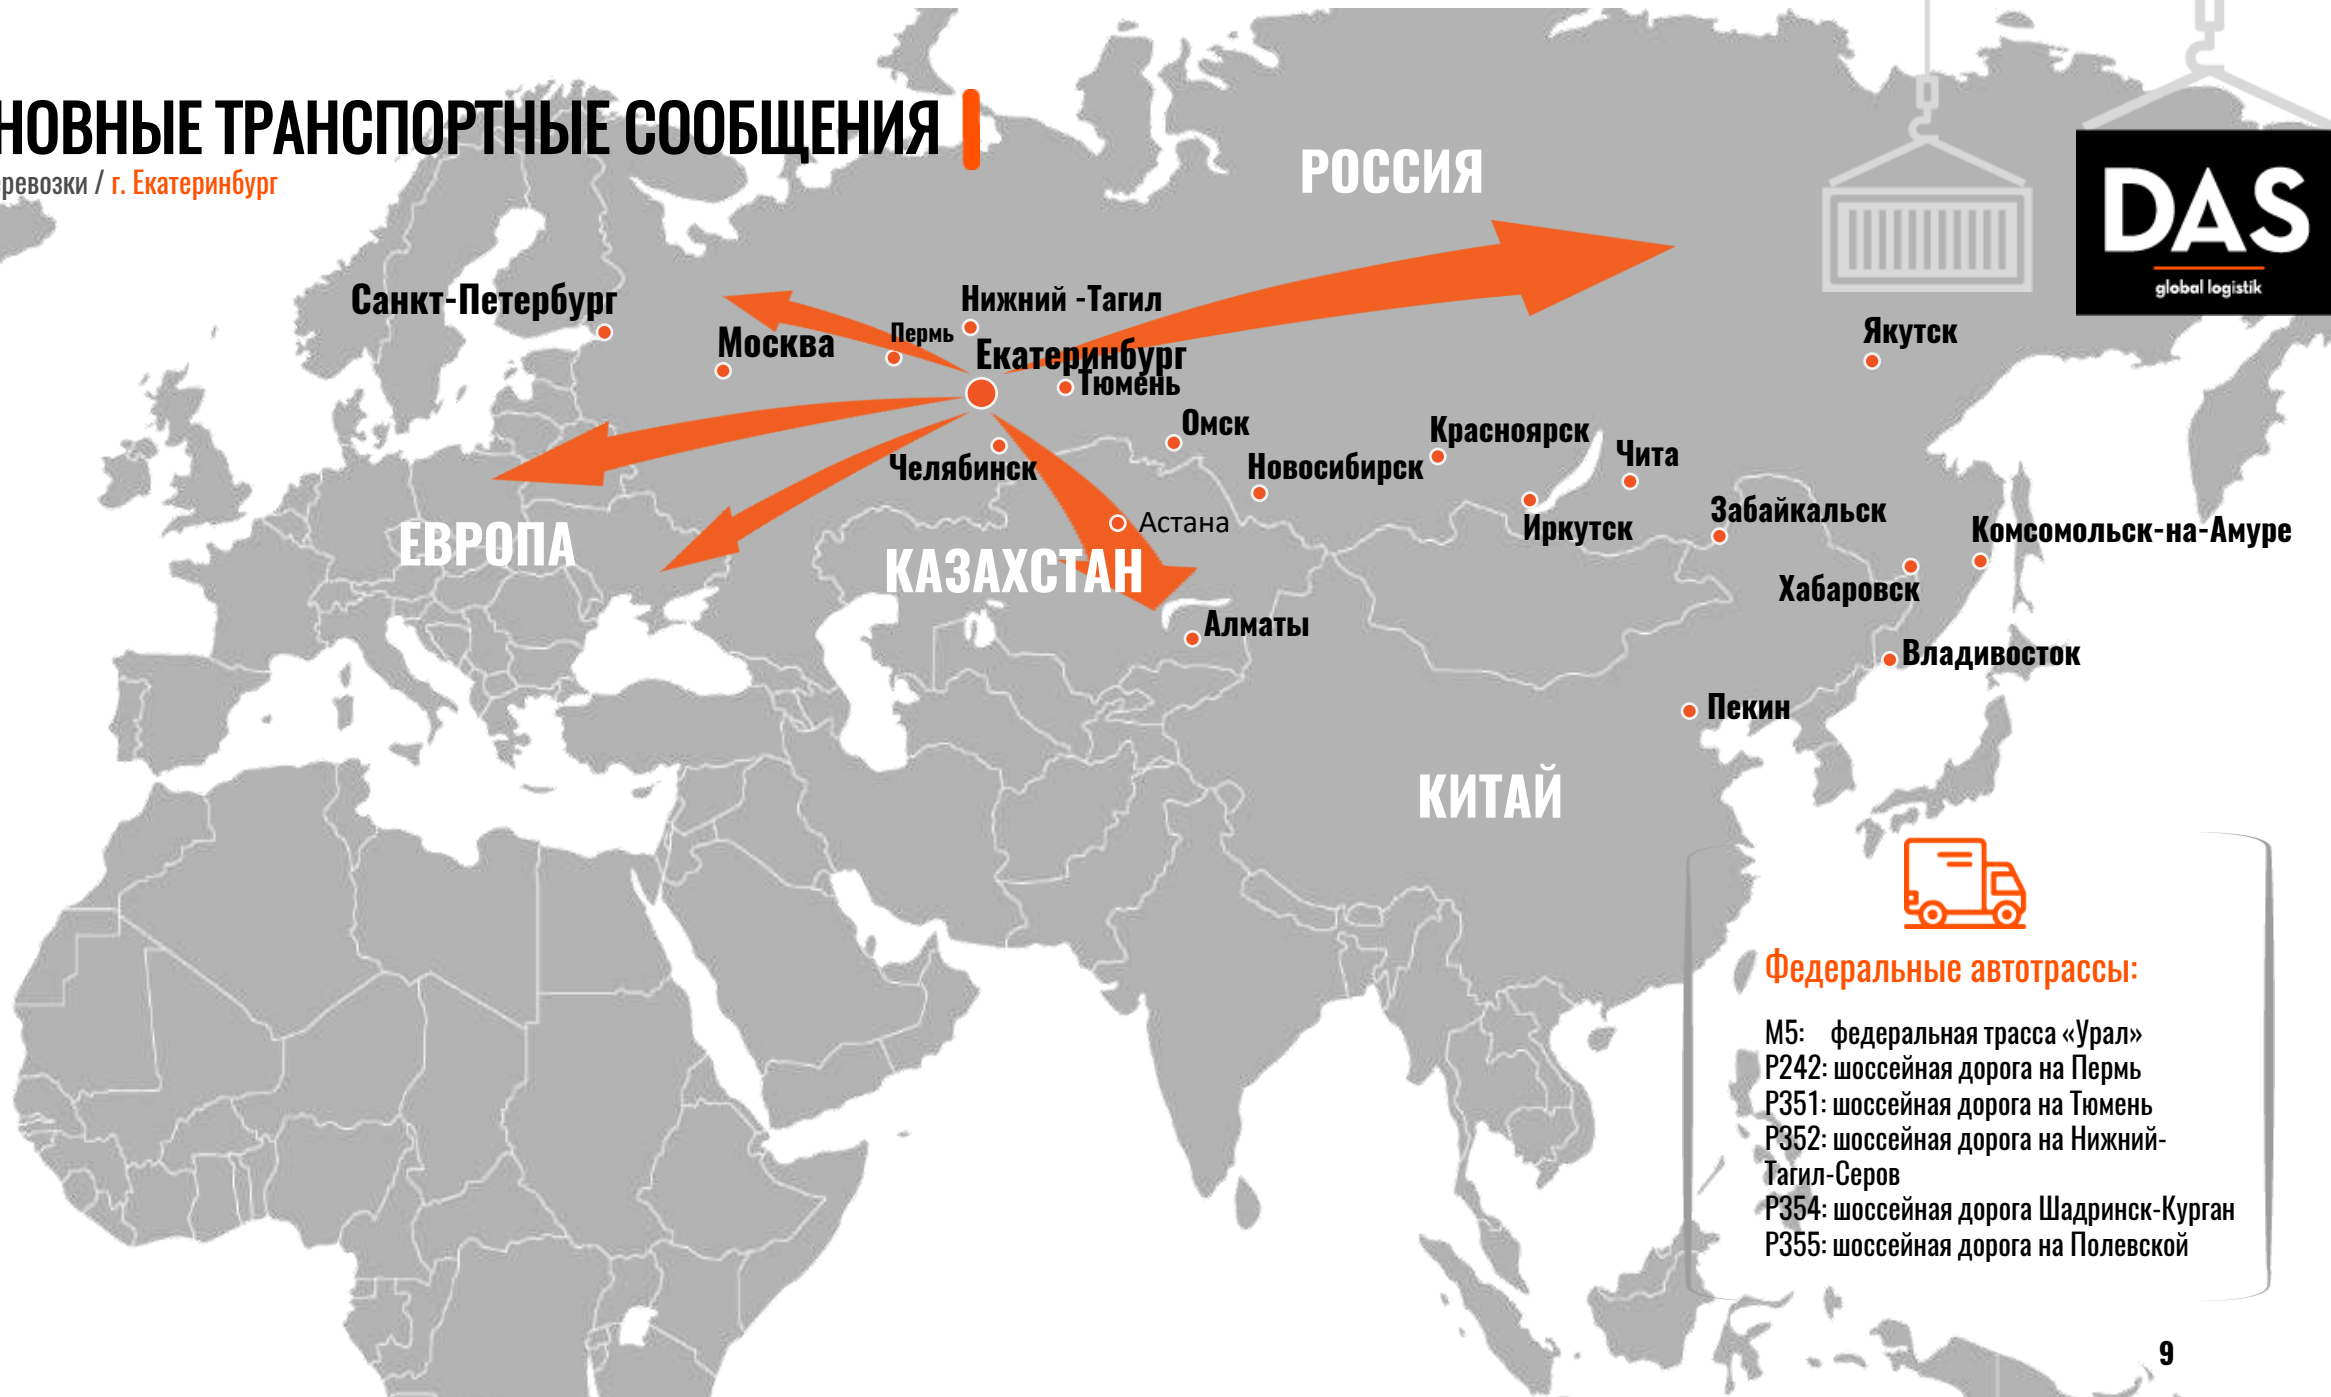 НОВНЫЕ ТРАНСПОРТНЫЕ СООБЩЕНИЯ
ревозки / г. Екатеринбург
РОССИЯ
DAS
global logistik
Санкт-Петербург
Москва
Пермь
Нижний -Тагил
Екатеринбург
Тюмень
Якутск
Омск
Челябинск
Новосибирск
Красноярск
Чита
Иркутск
Забайкальск
Комсомольск-на-Амуре
Хабаровск
Астана
ЕВРОПА
КАЗАХСТАН
Алматы
Владивосток
Пекин
КИТАЙ
Федеральные автотрассы:
М5: федеральная трасса «Урал»
Р242: шоссейная дорога на Пермь
Р351: шоссейная дорога на Тюмень
Р352: шоссейная дорога на Нижний-
Тагил-Серов
Р354: шоссейная дорога Шадринск-Курган
Р355: шоссейная дорога на Полевской
9